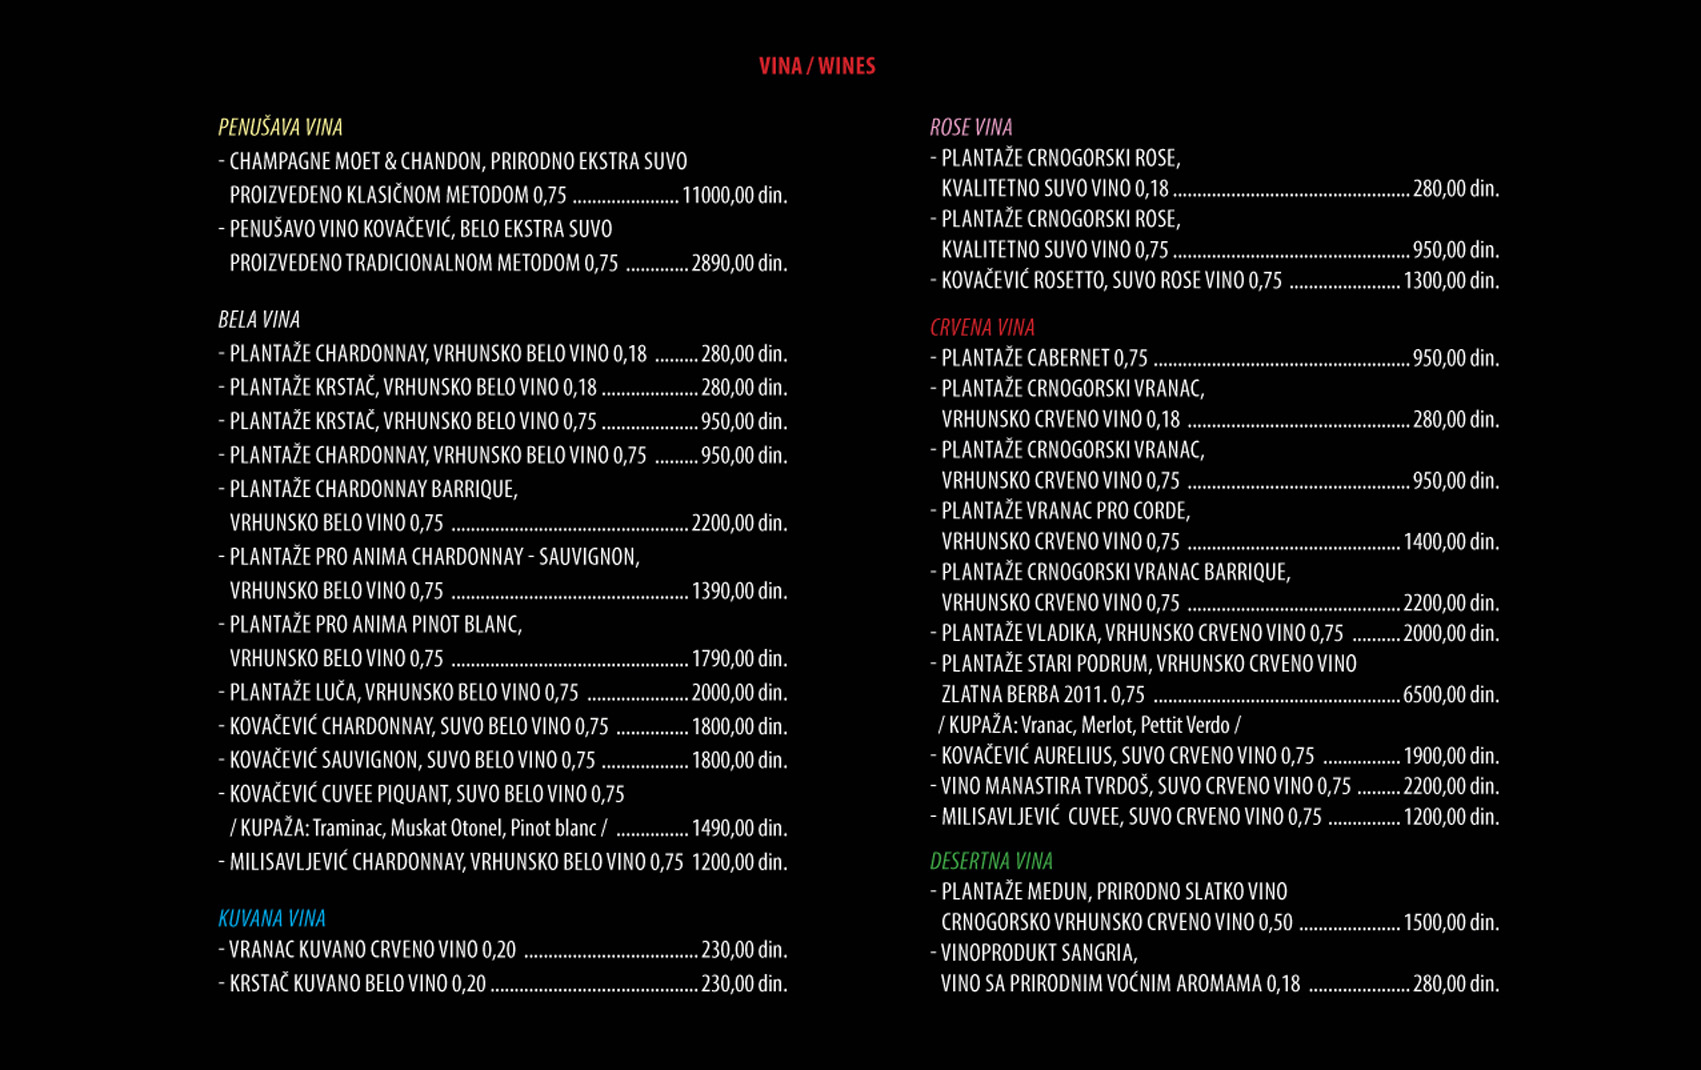 VINA / WINES
PENUŠAVA VINA
- CHAMPAGNE MOET & CHANDON, PRIRODNO EKSTRA SUVO
PROIZVEDENO KLASIČNOM METODOM 0,75 ...................... 11000,00 din.
- PENUŠAVO VINO KOVAČEVIĆ, BELO EKSTRA SUVO
PROIZVEDENO TRADICIONALNOM METODOM 0,75 ............. 2890,00 din.
BELA VINA
- PLANTAŽE CHARDONNAY, VRHUNSKO BELO VINO 0,18 ......... 280,00 din.
- PLANTAŽE KRSTAČ, VRHUNSKO BELO VINO 0,18 .................... 280,00 din.
- PLANTAŽE KRSTAČ, VRHUNSKO BELO VINO 0,75 .................... 950,00 din.
- PLANTAŽE CHARDONNAY, VRHUNSKO BELO VINO 0,75 ......... 950,00 din.
- PLANTAŽE CHARDONNAY BARRIQUE,
VRHUNSKO BELO VINO 0,75 ................................................. 2200,00 din.
- PLANTAŽE PRO ANIMA CHARDONNAY - SAUVIGNON,
VRHUNSKO BELO VINO 0,75 ................................................. 1390,00 din.
- PLANTAŽE PRO ANIMA PINOT BLANC,
VRHUNSKO BELO VINO 0,75 ................................................. 1790,00 din.
- PLANTAŽE LUČA, VRHUNSKO BELO VINO 0,75 ..................... 2000,00 din.
- KOVAČEVIĆ CHARDONNAY, SUVO BELO VINO 0,75 ............... 1800,00 din.
- KOVAČEVIĆ SAUVIGNON, SUVO BELO VINO 0,75 .................. 1800,00 din.
- KOVAČEVIĆ CUVEE PIQUANT, SUVO BELO VINO 0,75
/ KUPAŽA: Traminac, Muskat Otonel, Pinot blanc / ............... 1490,00 din.
- MILISAVLJEVIĆ CHARDONNAY, VRHUNSKO BELO VINO 0,75 1200,00 din.
KUVANA VINA
- VRANAC KUVANO CRVENO VINO 0,20 .................................... 230,00 din.
- KRSTAČ KUVANO BELO VINO 0,20 ........................................... 230,00 din.
ROSE VINA
- PLANTAŽE CRNOGORSKI ROSE,
KVALITETNO SUVO VINO 0,18 ................................................. 280,00 din.
- PLANTAŽE CRNOGORSKI ROSE,
KVALITETNO SUVO VINO 0,75 ................................................. 950,00 din.
- KOVAČEVIĆ ROSETTO, SUVO ROSE VINO 0,75 ....................... 1300,00 din.
CRVENA VINA
- PLANTAŽE CABERNET 0,75 ..................................................... 950,00 din.
- PLANTAŽE CRNOGORSKI VRANAC,
VRHUNSKO CRVENO VINO 0,18 .............................................. 280,00 din.
- PLANTAŽE CRNOGORSKI VRANAC,
VRHUNSKO CRVENO VINO 0,75 .............................................. 950,00 din.
- PLANTAŽE VRANAC PRO CORDE,
VRHUNSKO CRVENO VINO 0,75 ............................................ 1400,00 din.
- PLANTAŽE CRNOGORSKI VRANAC BARRIQUE,
VRHUNSKO CRVENO VINO 0,75 ............................................ 2200,00 din.
- PLANTAŽE VLADIKA, VRHUNSKO CRVENO VINO 0,75 .......... 2000,00 din.
- PLANTAŽE STARI PODRUM, VRHUNSKO CRVENO VINO
ZLATNA BERBA 2011. 0,75 ................................................... 6500,00 din.
/ KUPAŽA: Vranac, Merlot, Pettit Verdo /
- KOVAČEVIĆ AURELIUS, SUVO CRVENO VINO 0,75 ................ 1900,00 din.
- VINO MANASTIRA TVRDOŠ, SUVO CRVENO VINO 0,75 ......... 2200,00 din.
- MILISAVLJEVIĆ CUVEE, SUVO CRVENO VINO 0,75 ............... 1200,00 din.
DESERTNA VINA
- PLANTAŽE MEDUN, PRIRODNO SLATKO VINO
CRNOGORSKO VRHUNSKO CRVENO VINO 0,50 ..................... 1500,00 din.
- VINOPRODUKT SANGRIA,
VINO SA PRIRODNIM VOĆNIM AROMAMA 0,18 ..................... 280,00 din.